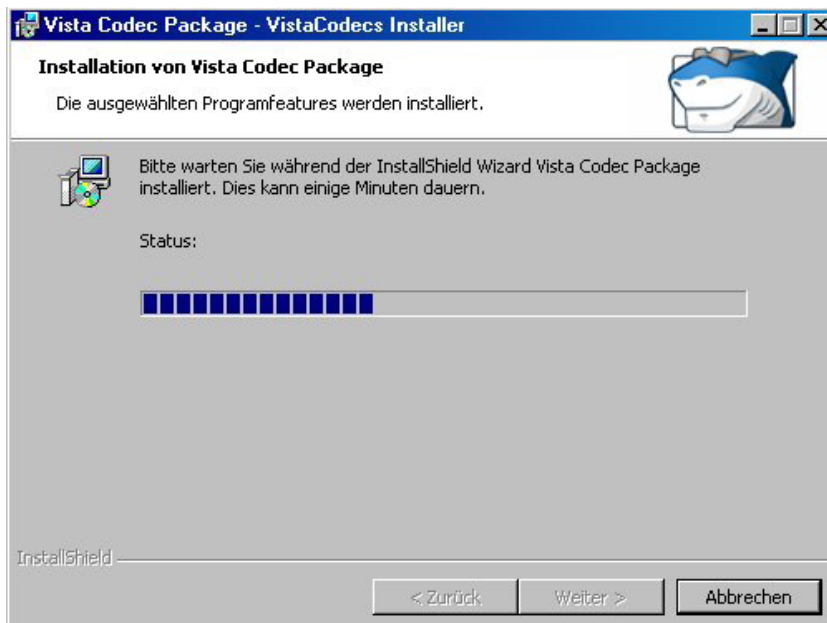 Vista Codec Package - VistaCodecs Installer
Installation von Vista Codec Package
Die ausgewählten Programfeatures werden installiert.
Bitte warten Sie während der InstallShield Wizard Vista Codec Package
installiert. Dies kann einige Minuten dauern.
Status:
InstallShield
< Zurück
Weiter >
Abbrechen